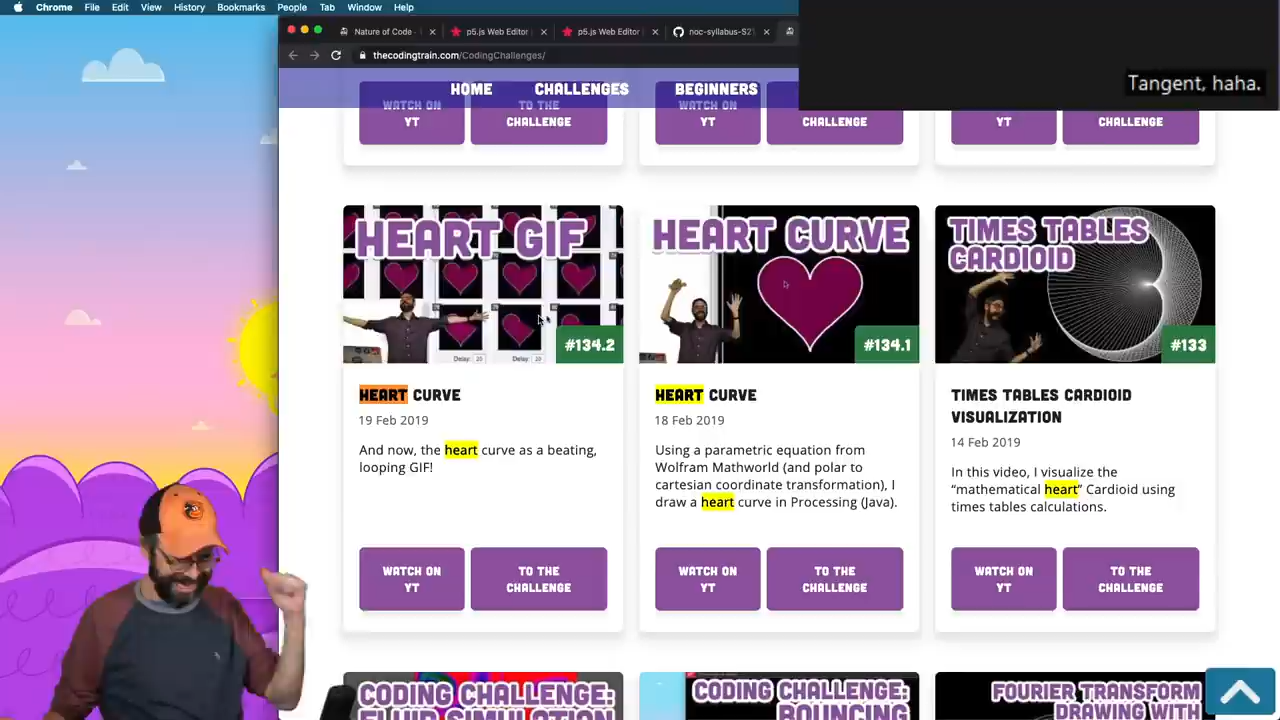 Chrome File Edit View History Bookmarks People Tab Window Help
Nature of Code -
p5.js Web Editor
p5.js Web Editor
noc-syllabus-S21
thecodingtrain.com/CodingChallenges/
Tangent, haha.
HOME CHALLENGES BEGINNERS
WATCH ON
YT
TO THE
CHALLENGE
WATCH ON
YT
TO THE
CHALLENGE
YT
CHALLENGE
HEART GIF
#134.2
HEART CURVE
19 Feb 2019
And now, the heart curve as a beating,
looping GIF!
WATCH ON
YT
TO THE
CHALLENGE
HEART CURVE
#134.1
HEART CURVE
18 Feb 2019
Using a parametric equation from
Wolfram Mathworld (and polar to
cartesian coordinate transformation), I
draw a heart curve in Processing (Java).
WATCH ON
YT
TO THE
CHALLENGE
TIMES TABLES
CARDIOID
#133
TIMES TABLES CARDIOID
VISUALIZATION
14 Feb 2019
In this video, I visualize the
“mathematical heart” Cardioid using
times tables calculations.
WATCH ON
YT
TO THE
CHALLENGE
CODING CHALLENGE:
FLUID SIMULATION
CODING CHALLENGE:
BOUNCING
FOURIER TRANSFORM
DRAWING WITH